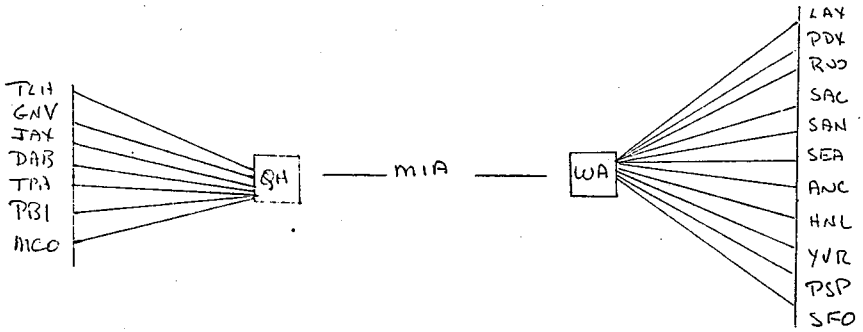 TLH
GNV
JAX
DAB
TPA
PBI
MCO
QH
MIA
WA
LAX
PDX
RNO
SAC
SAN
SEA
ANC
HNL
YVR
PSP
SFO